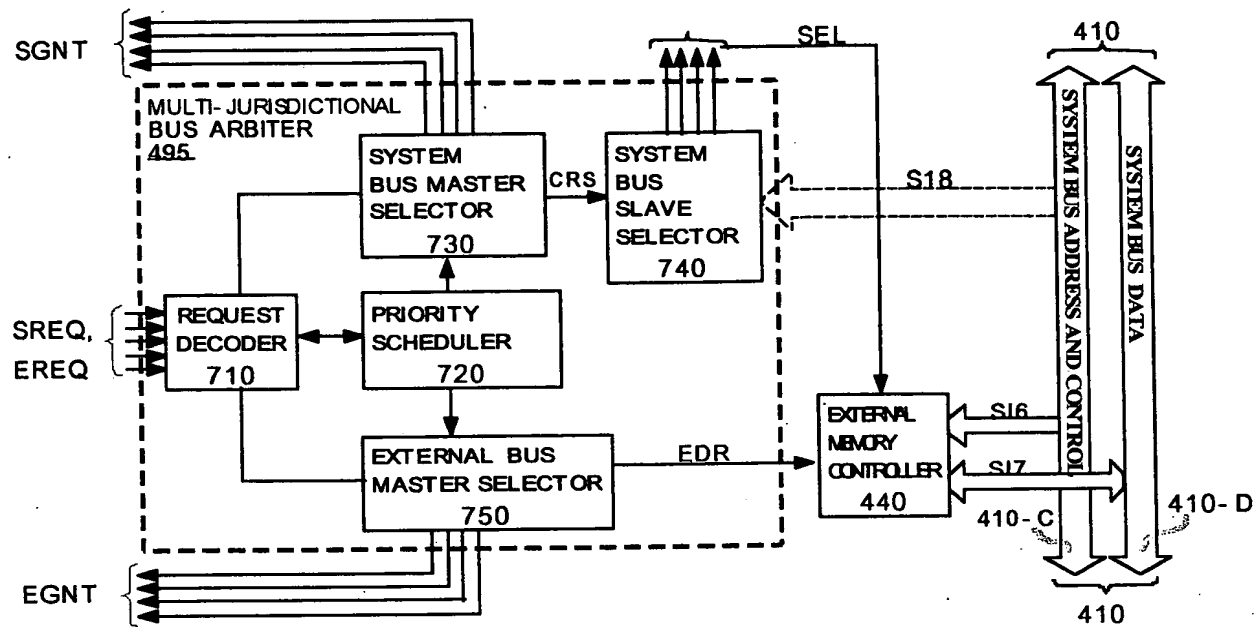 410
SGNT
SEL
MULTI-JURISDICTIONAL
BUS ARBITER
495
SYSTEM
BUS MASTER
SELECTOR
730
CRS
SYSTEM
BUS
SLAVE
SELECTOR
740
S18
SYSTEM BUS ADDRESS AND CONTROL
SYSTEM BUS DATA
SREQ,
EREQ
REQUEST
DECODER
710
PRIORITY
SCHEDULER
720
EXTERNAL
MEMORY
CONTROLLER
440
SI6
SI7
EXTERNAL BUS
MASTER SELECTOR
750
EDR
410-C
410-D
EGNT
410